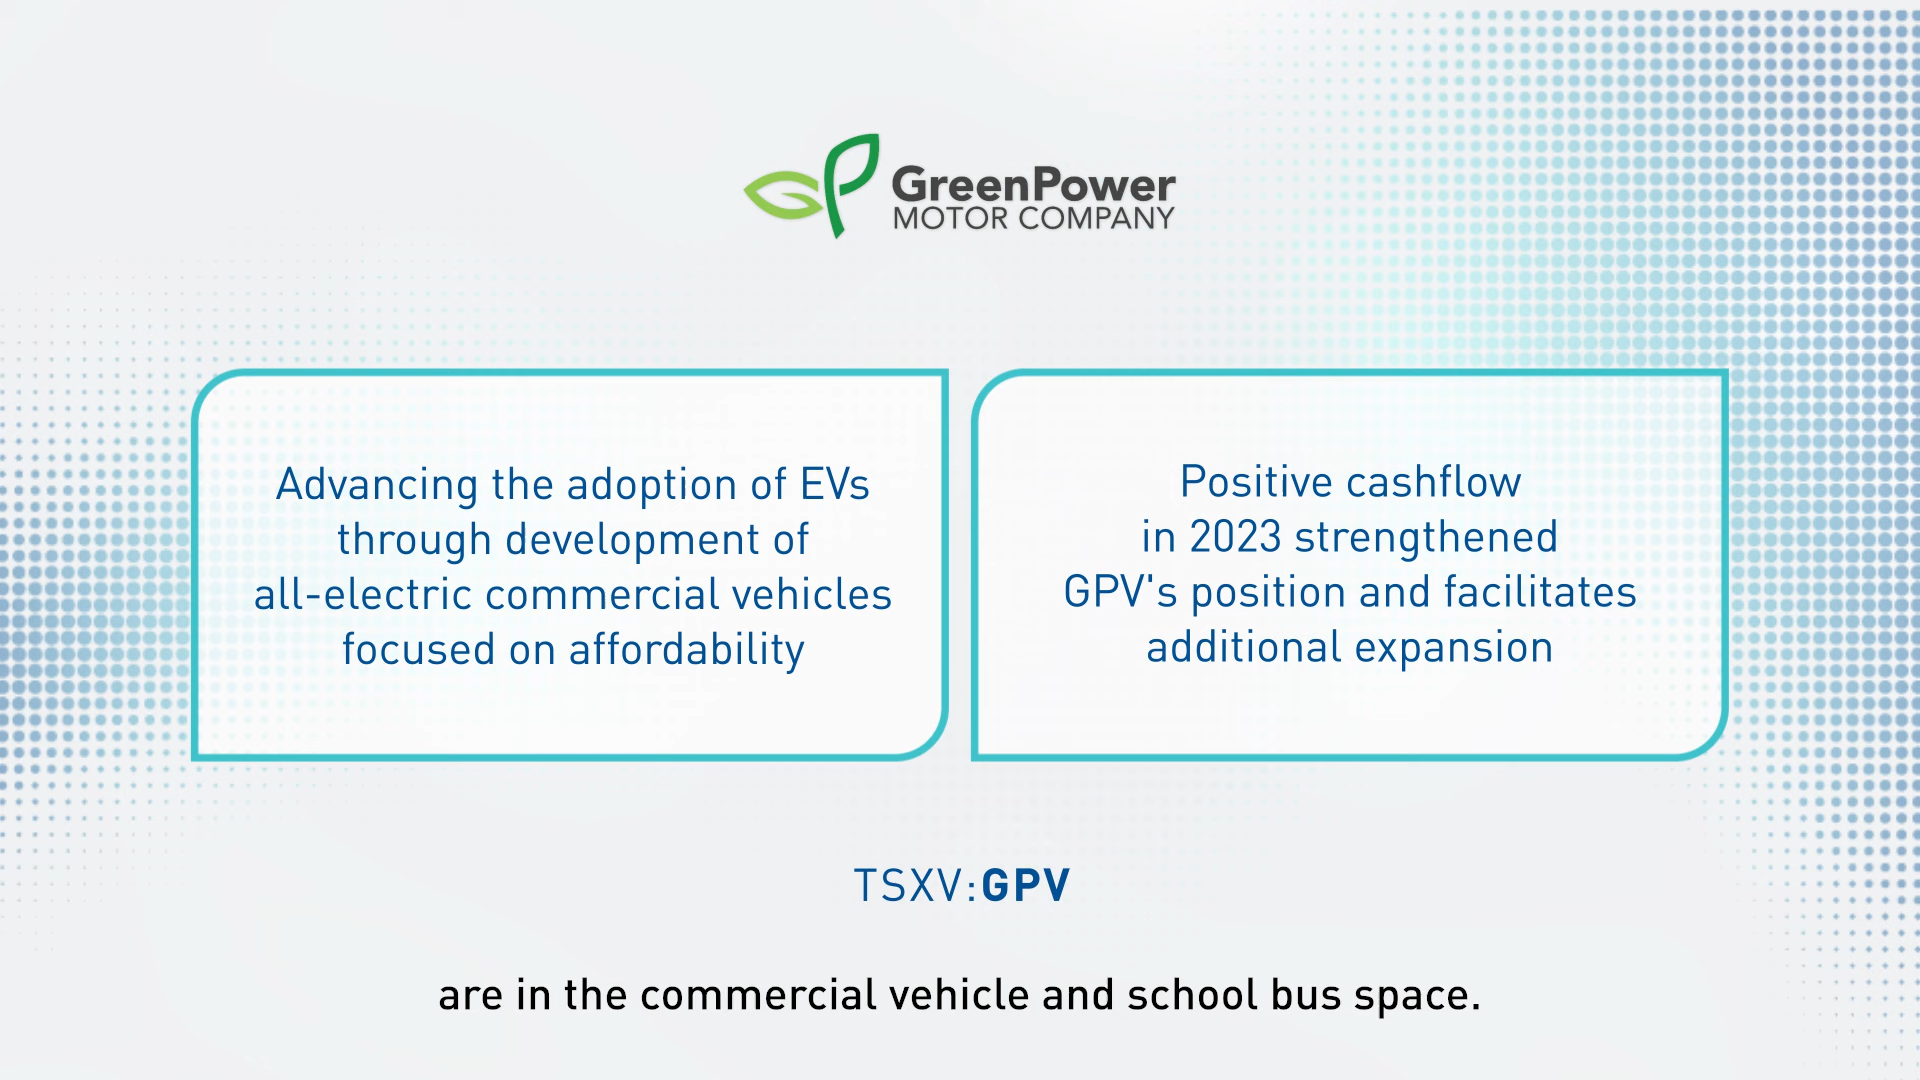 GreenPower
MOTOR COMPANY
Advancing the adoption of EVs
through development of
all-electric commercial vehicles
focused on affordability
Positive cashflow
in 2023 strengthened
GPV's position and facilitates
additional expansion
TSXV:GPV
are in the commercial vehicle and school bus space.